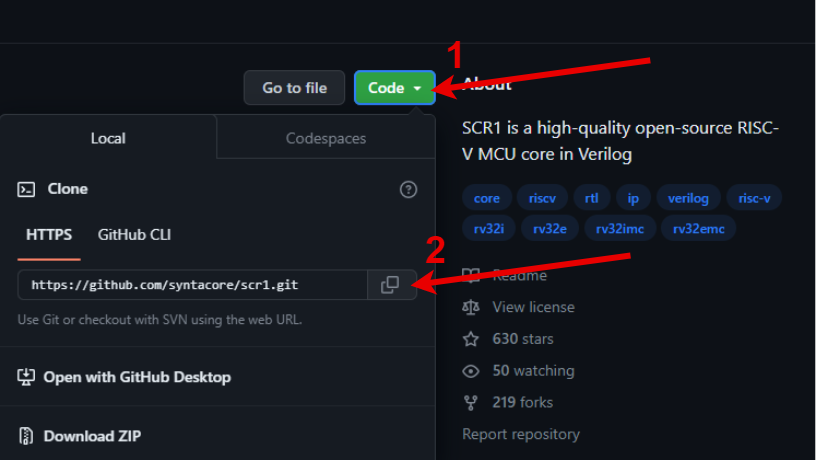 1
Go to file
Code
About
Local
Codespaces
SCR1 is a high-quality open-source RISC-
V MCU core in Verilog
Clone
core riscv rtl ip verilog risc-v
rv32i rv32e rv32imc rv32emc
HTTPS GitHub CLI
2
https://github.com/syntacore/scr1.git
Use Git or checkout with SVN using the web URL.
Open with GitHub Desktop
Download ZIP
Readme
View license
630 stars
50 watching
219 forks
Report repository